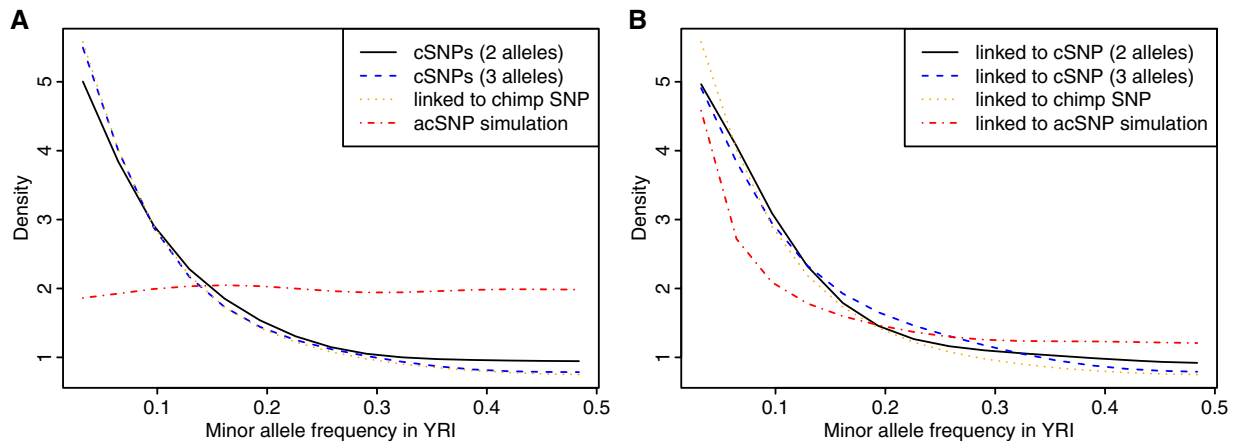 A
cSNPs (2 alleles)
cSNPs (3 alleles)
linked to chimp SNP
acSNP simulation
Density
5
4
3
2
1
0.1
0.2
0.3
0.4
0.5
Minor allele frequency in YRI
B
linked to cSNP (2 alleles)
linked to cSNP (3 alleles)
linked to chimp SNP
linked to acSNP simulation
Density
5
4
3
2
1
0.1
0.2
0.3
0.4
0.5
Minor allele frequency in YRI